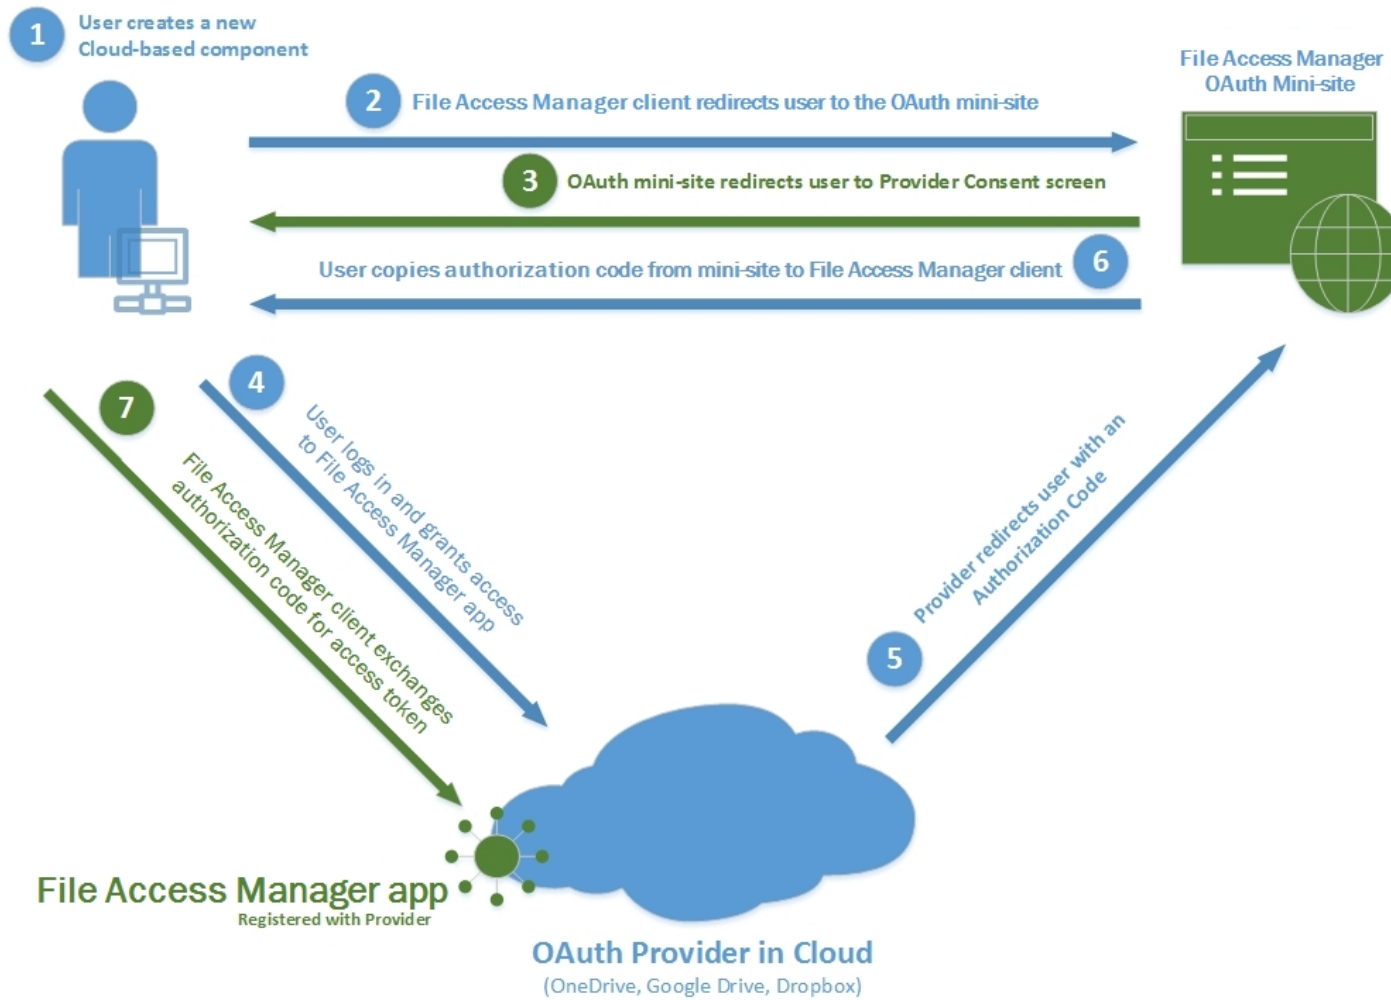 1
User creates a new
Cloud-based component
File Access Manager
OAuth Mini-site
2
File Access Manager client redirects user to the OAuth mini-site
3
OAuth mini-site redirects user to Provider Consent screen
User copies authorization code from mini-site to File Access Manager client
6
4
User logs in and grants access
to File Access Manager app
7
File Access Manager client exchanges
authorization code for access token
5
Provider redirects user with an
Authorization Code
File Access Manager app
Registered with Provider
OAuth Provider in Cloud
(OneDrive, Google Drive, Dropbox)